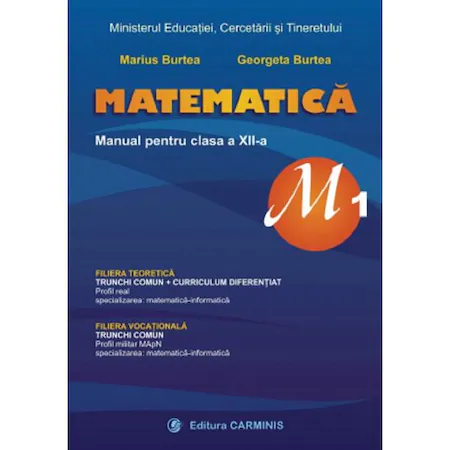 Ministerul Educației, Cercetării și Tineretului
Marius Burtea Georgeta Burtea
MATEMATICĂ
Manual pentru clasa a XII-a
M1
FILIERA TEORETICĂ
TRUNCHI COMUN + CURRICULUM DIFERENȚIAT
Profil real
specializarea: matematică-informatică
FILIERA VOCAȚIONALĂ
TRUNCHI COMUN
Profil militar MApN
specializarea: matematică-informatică
Editura CARMINIS